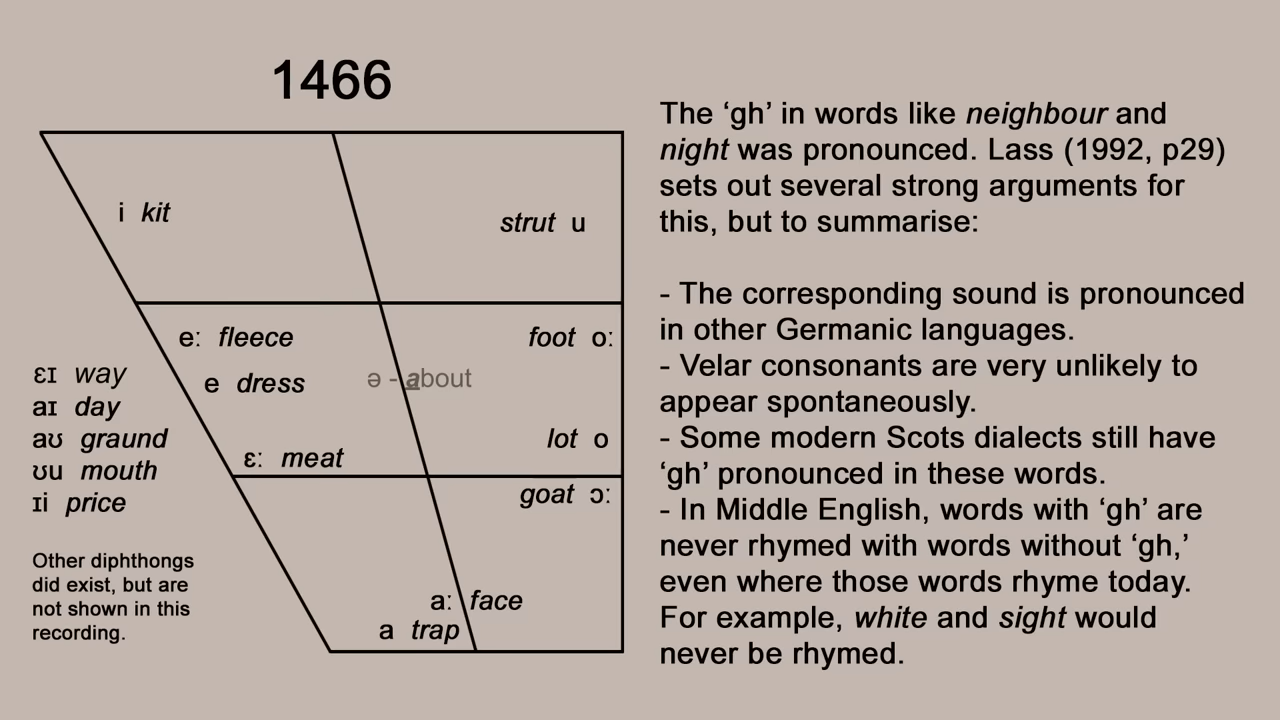 1466
i kit
strut u
eː fleece
foot oː
e dress
ə - about
lot o
ɛː meat
goat ɔː
aː face
a trap
ɛɪ way
aɪ day
aʊ graund
ʊu mouth
ɪi price
Other diphthongs
did exist, but are
not shown in this
recording.
The ‘gh’ in words like neighbour and
night was pronounced. Lass (1992, p29)
sets out several strong arguments for
this, but to summarise:
- The corresponding sound is pronounced
in other Germanic languages.
- Velar consonants are very unlikely to
appear spontaneously.
- Some modern Scots dialects still have
‘gh’ pronounced in these words.
- In Middle English, words with ‘gh’ are
never rhymed with words without ‘gh,’
even where those words rhyme today.
For example, white and sight would
never be rhymed.